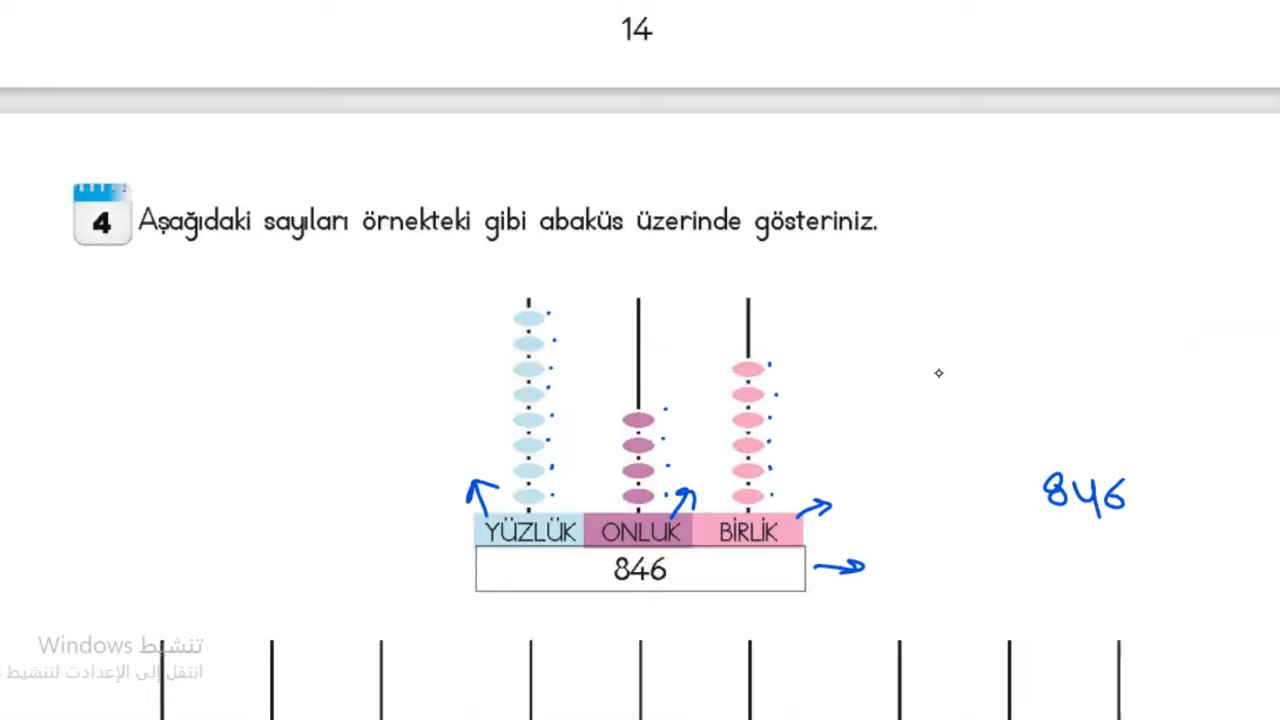 14
4 Aşağıdaki sayıları örnekteki gibi abaküs üzerinde gösteriniz.
846
YÜZLÜK ONLUK BİRLİK
846
تنشيط Windows
انتقل إلى الإعدادت لتنشيط